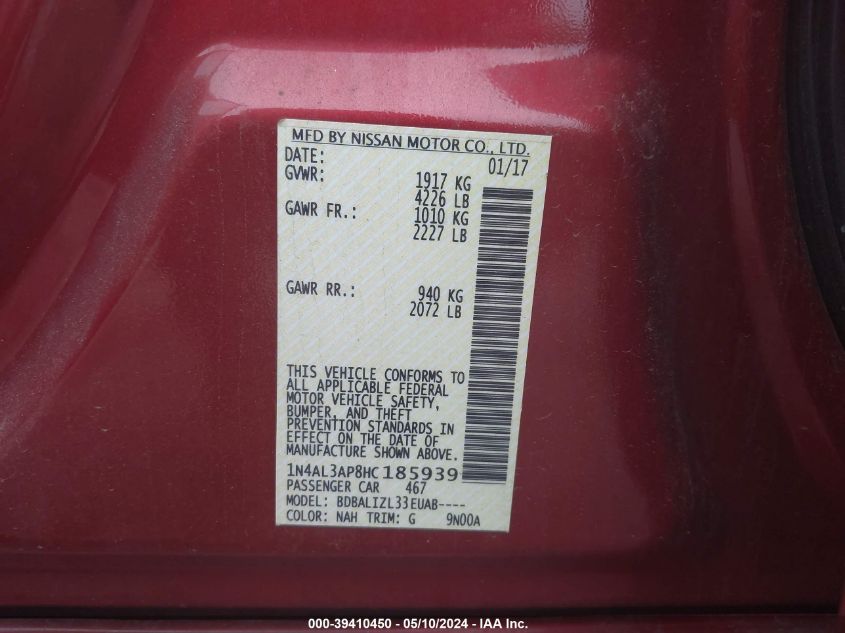 MFD BY NISSAN MOTOR CO., LTD.
DATE: 01/17
GVWR: 1917 KG
4226 LB
GAWR FR.: 1010 KG
2227 LB
GAWR RR.: 940 KG
2072 LB
THIS VEHICLE CONFORMS TO
ALL APPLICABLE FEDERAL
MOTOR VEHICLE SAFETY,
BUMPER, AND THEFT
PREVENTION STANDARDS IN
EFFECT ON THE DATE OF
MANUFACTURE SHOWN ABOVE.
1N4AL3AP8HC185939
PASSENGER CAR 467
MODEL: BDBALIZL33EUAB----
COLOR: NAH TRIM: G 9N00A
000-39410450 - 05/10/2024 - IAA Inc.